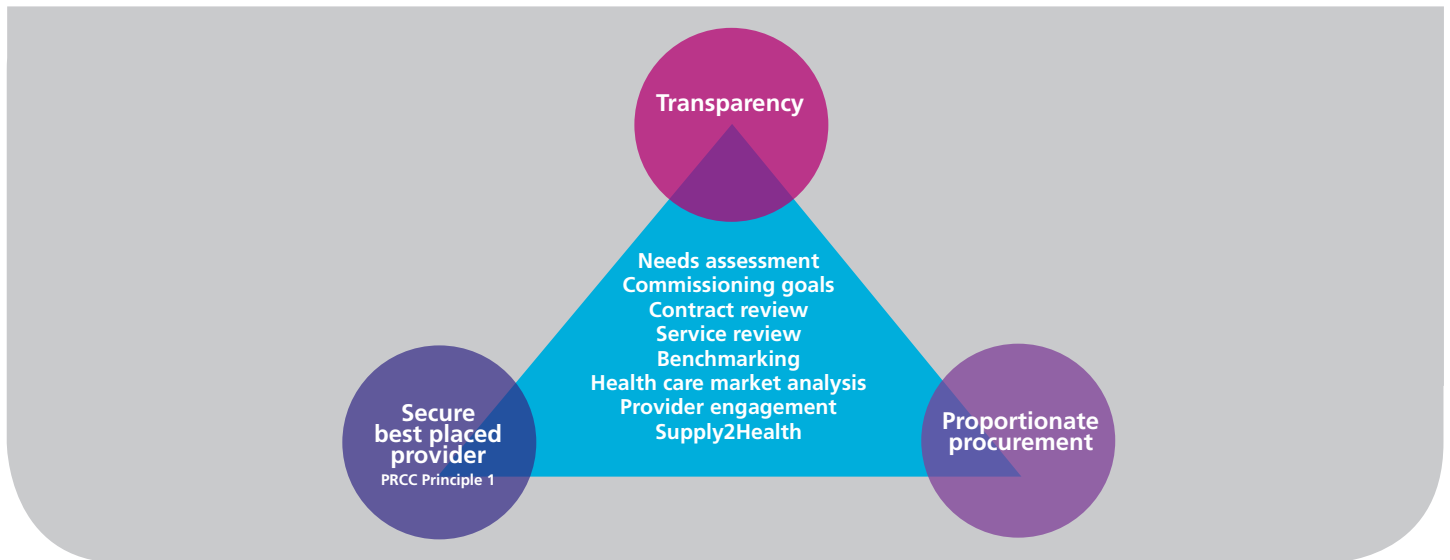 Transparency
Needs assessment
Commissioning goals
Contract review
Service review
Benchmarking
Health care market analysis
Provider engagement
Supply2Health
Secure
best placed
provider
PRCC Principle 1
Proportionate
procurement